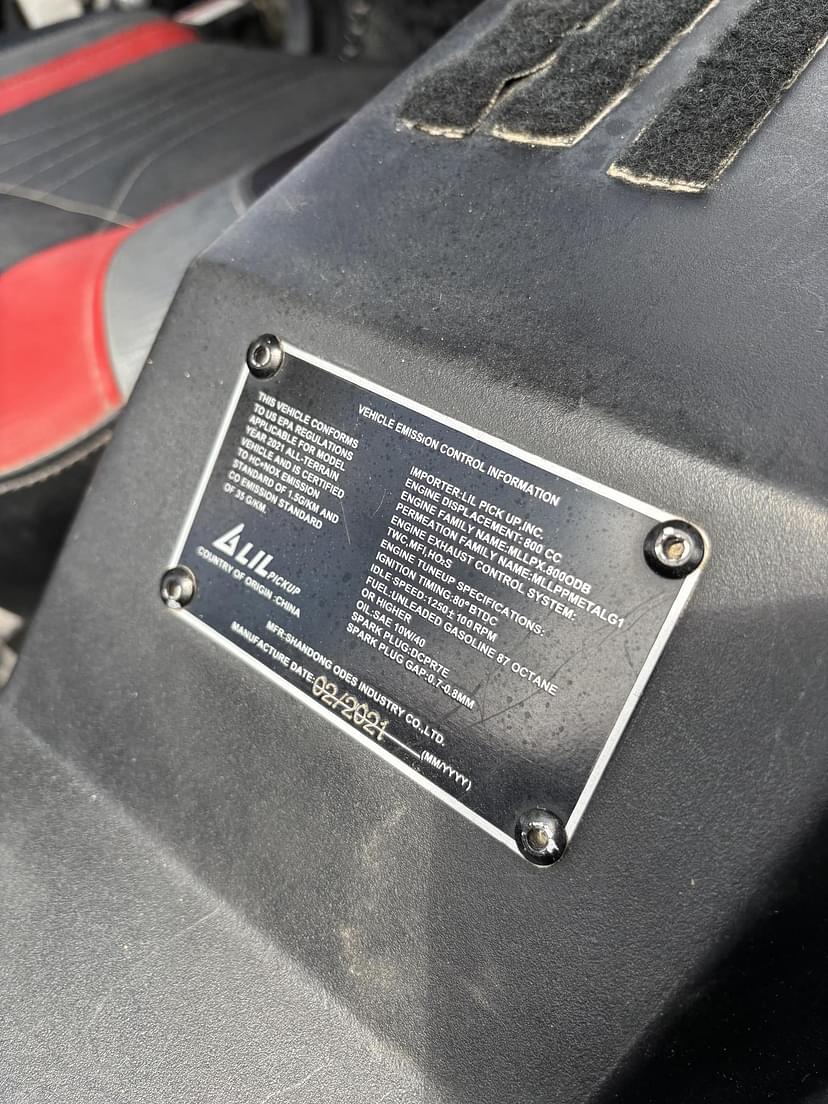 VEHICLE EMISSION CONTROL INFORMATION
THIS VEHICLE CONFORMS
TO US EPA REGULATIONS
APPLICABLE FOR MODEL
YEAR 2021 ALL-TERRAIN
VEHICLE AND IS CERTIFIED
TO HC+NOX EMISSION
STANDARD OF 1.5G/KM AND
CO EMISSION STANDARD
OF 35 G/KM.
LIL PICKUP
COUNTRY OF ORIGIN :CHINA
IMPORTER:LIL PICK UP,INC.
ENGINE DISPLACEMENT: 800 CC
ENGINE FAMILY NAME:MLLPX.800ODB
PERMEATION FAMILY NAME:MLLPPMETALG1
ENGINE EXHAUST CONTROL SYSTEM:
TWC,MFI,HO₂S
ENGINE TUNEUP SPECIFICATIONS:
IGNITION TIMING:80°BTDC
IDLE SPEED:1250±100 RPM
FUEL:UNLEADED GASOLINE 87 OCTANE
OR HIGHER
OIL:SAE 10W/40
SPARK PLUG:DCPR7E
SPARK PLUG GAP:0.7-0.8MM
MFR:SHANDONG ODES INDUSTRY CO.,LTD.
MANUFACTURE DATE:02/2021 (MM/YYYY)